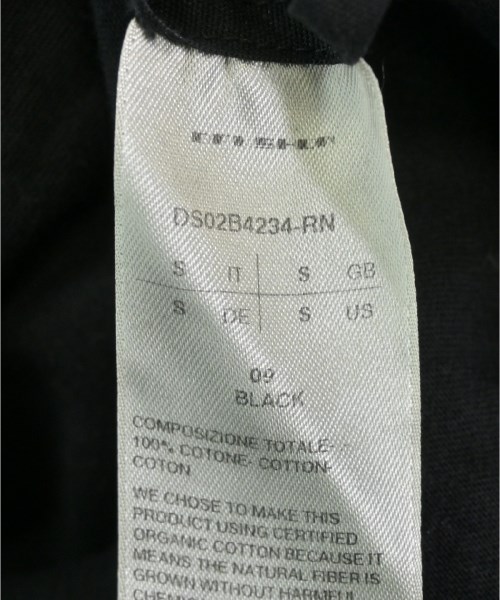 DS02B4234-RN
S IT S GB
S DE S US
09
BLACK
COMPOSIZIONE TOTALE-
100% COTONE- COTTON-
COTON
WE CHOSE TO MAKE THIS
PRODUCT USING CERTIFIED
ORGANIC COTTON BECAUSE IT
MEANS THE NATURAL FIBER IS
GROWN WITHOUT HARMFUL